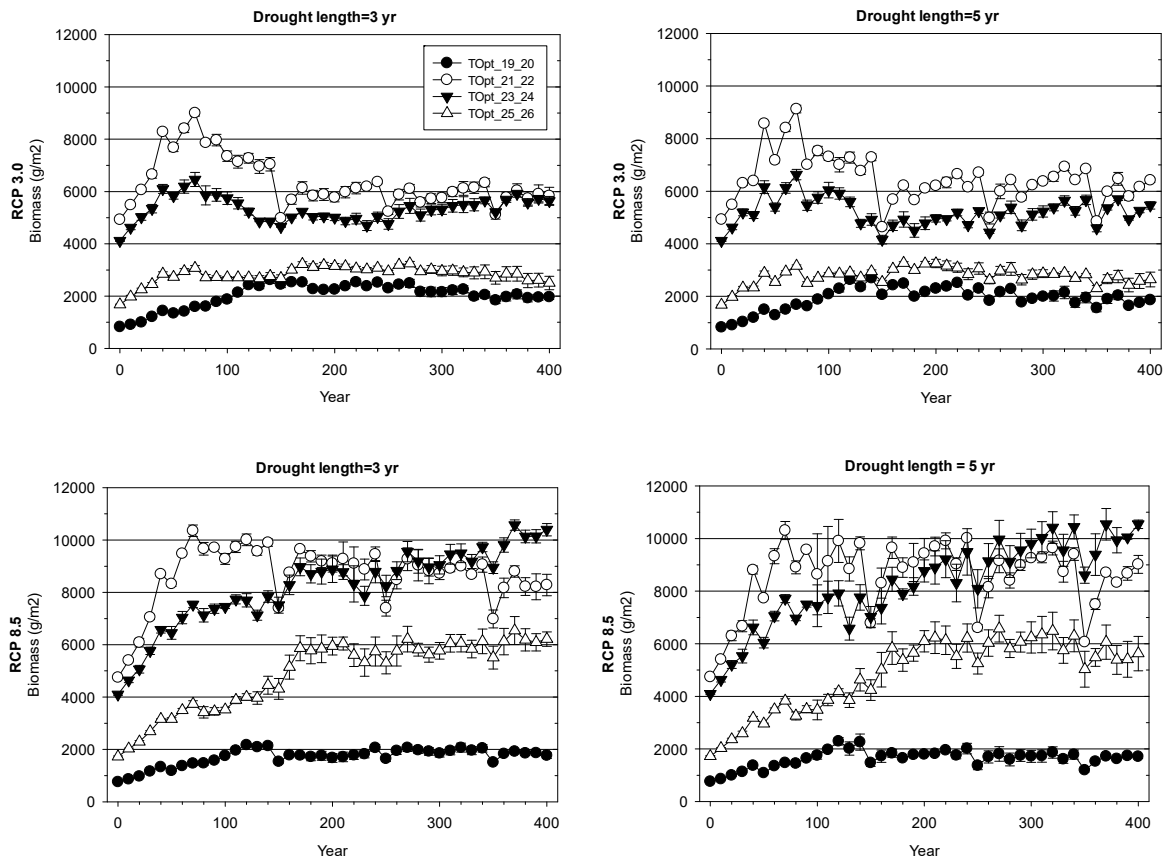 Drought length=3 yr
12000
10000
8000
6000
4000
2000
0
RCP 3.0
Biomass (g/m2)
TOpt_19_20
TOpt_21_22
TOpt_23_24
TOpt_25_26
0 100 200 300 400
Year
Drought length=5 yr
12000
10000
8000
6000
4000
2000
0
RCP 3.0
Biomass (g/m2)
0 100 200 300 400
Year
Drought length=3 yr
12000
10000
8000
6000
4000
2000
0
RCP 8.5
Biomass (g/m2)
0 100 200 300 400
Year
Drought length = 5 yr
12000
10000
8000
6000
4000
2000
0
RCP 8.5
Biomass (g/m2)
0 100 200 300 400
Year